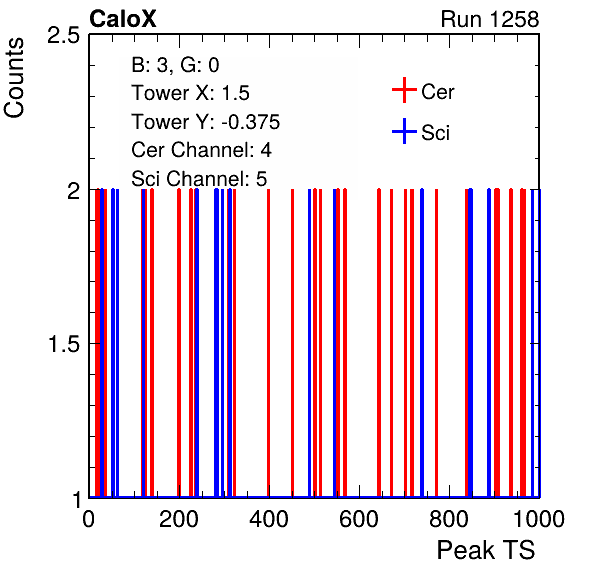 CaloX Run 1258
Counts
2.5
2
1.5
1
B: 3, G: 0
Tower X: 1.5
Tower Y: -0.375
Cer Channel: 4
Sci Channel: 5
Cer
Sci
0 200 400 600 800 1000
Peak TS